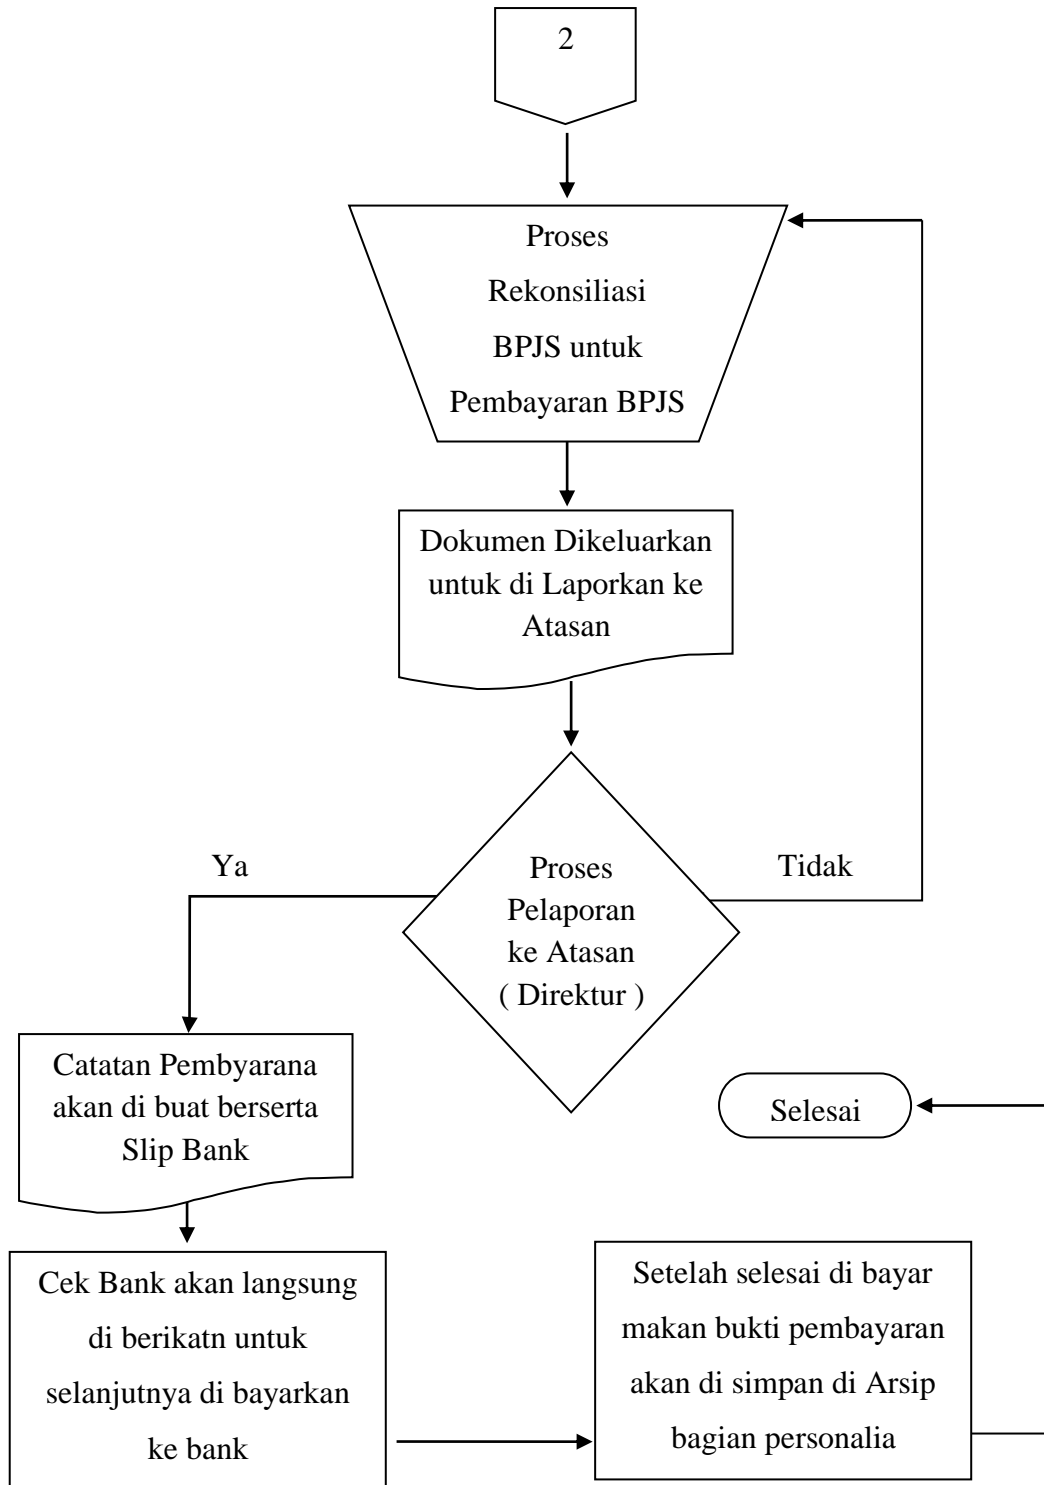 2
Proses
Rekonsiliasi
BPJS untuk
Pembayaran BPJS
Dokumen Dikeluarkan
untuk di Laporkan ke
Atasan
Ya
Tidak
Proses
Pelaporan
ke Atasan
( Direktur )
Catatan Pembyarana
akan di buat berserta
Slip Bank
Selesai
Cek Bank akan langsung
di berikatn untuk
selanjutnya di bayarkan
ke bank
Setelah selesai di bayar
makan bukti pembayaran
akan di simpan di Arsip
bagian personalia